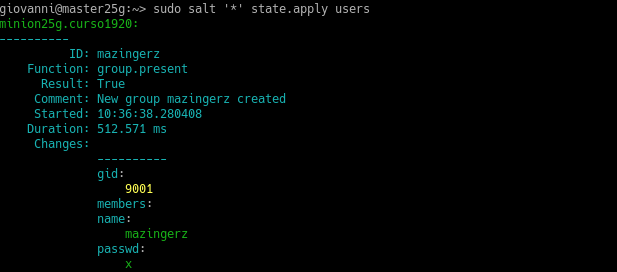 giovanni@master25g:~> sudo salt '*' state.apply users
minion25g.curso1920:
----------
ID: mazingerz
Function: group.present
Result: True
Comment: New group mazingerz created
Started: 10:36:38.280408
Duration: 512.571 ms
Changes:
----------
gid:
9001
members:
name:
mazingerz
passwd:
x